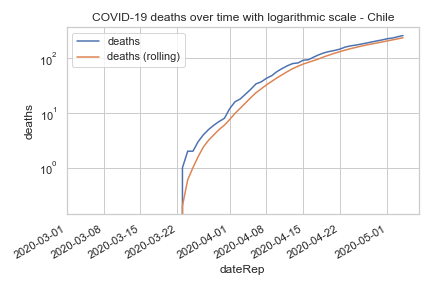 COVID-19 deaths over time with logarithmic scale - Chile
deaths
deaths (rolling)
10²
10¹
10⁰
deaths
2020-03-01
2020-03-08
2020-03-15
2020-03-22
2020-04-01
2020-04-08
2020-04-15
2020-04-22
2020-05-01
dateRep